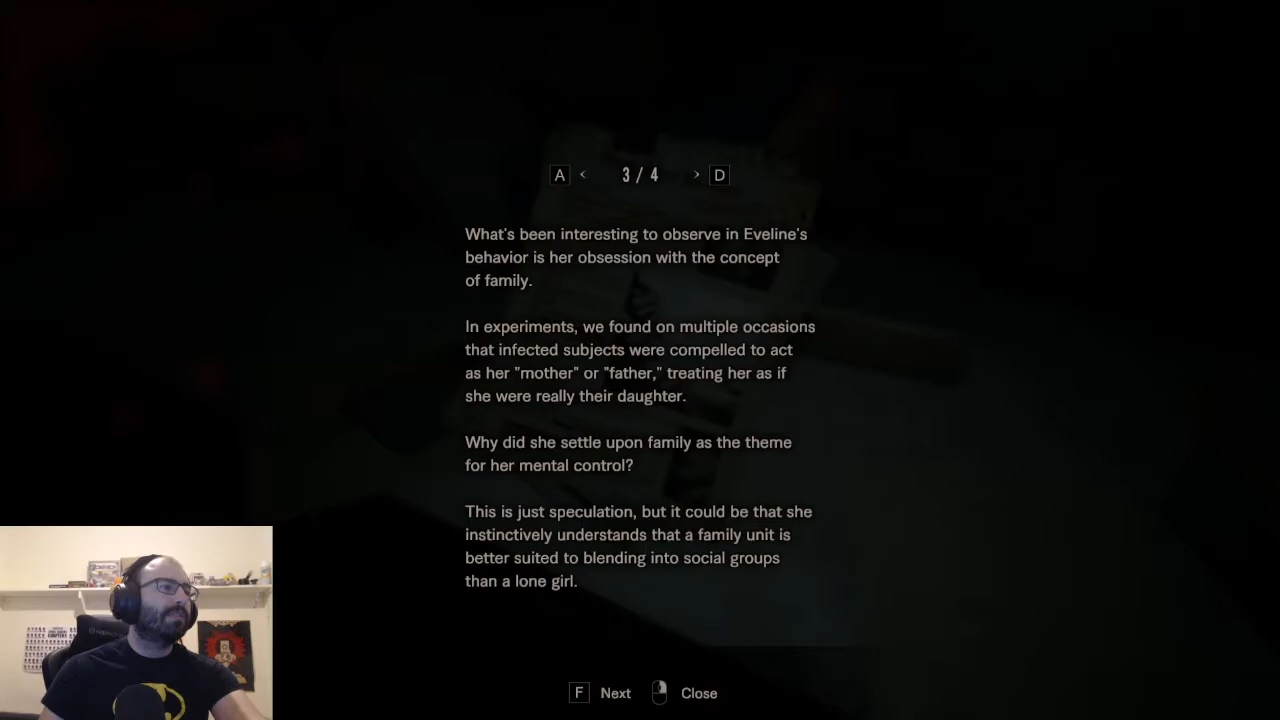 A < 3 / 4 > D
What's been interesting to observe in Eveline's
behavior is her obsession with the concept
of family.
In experiments, we found on multiple occasions
that infected subjects were compelled to act
as her "mother" or "father," treating her as if
she were really their daughter.
Why did she settle upon family as the theme
for her mental control?
This is just speculation, but it could be that she
instinctively understands that a family unit is
better suited to blending into social groups
than a lone girl.
F Next Close